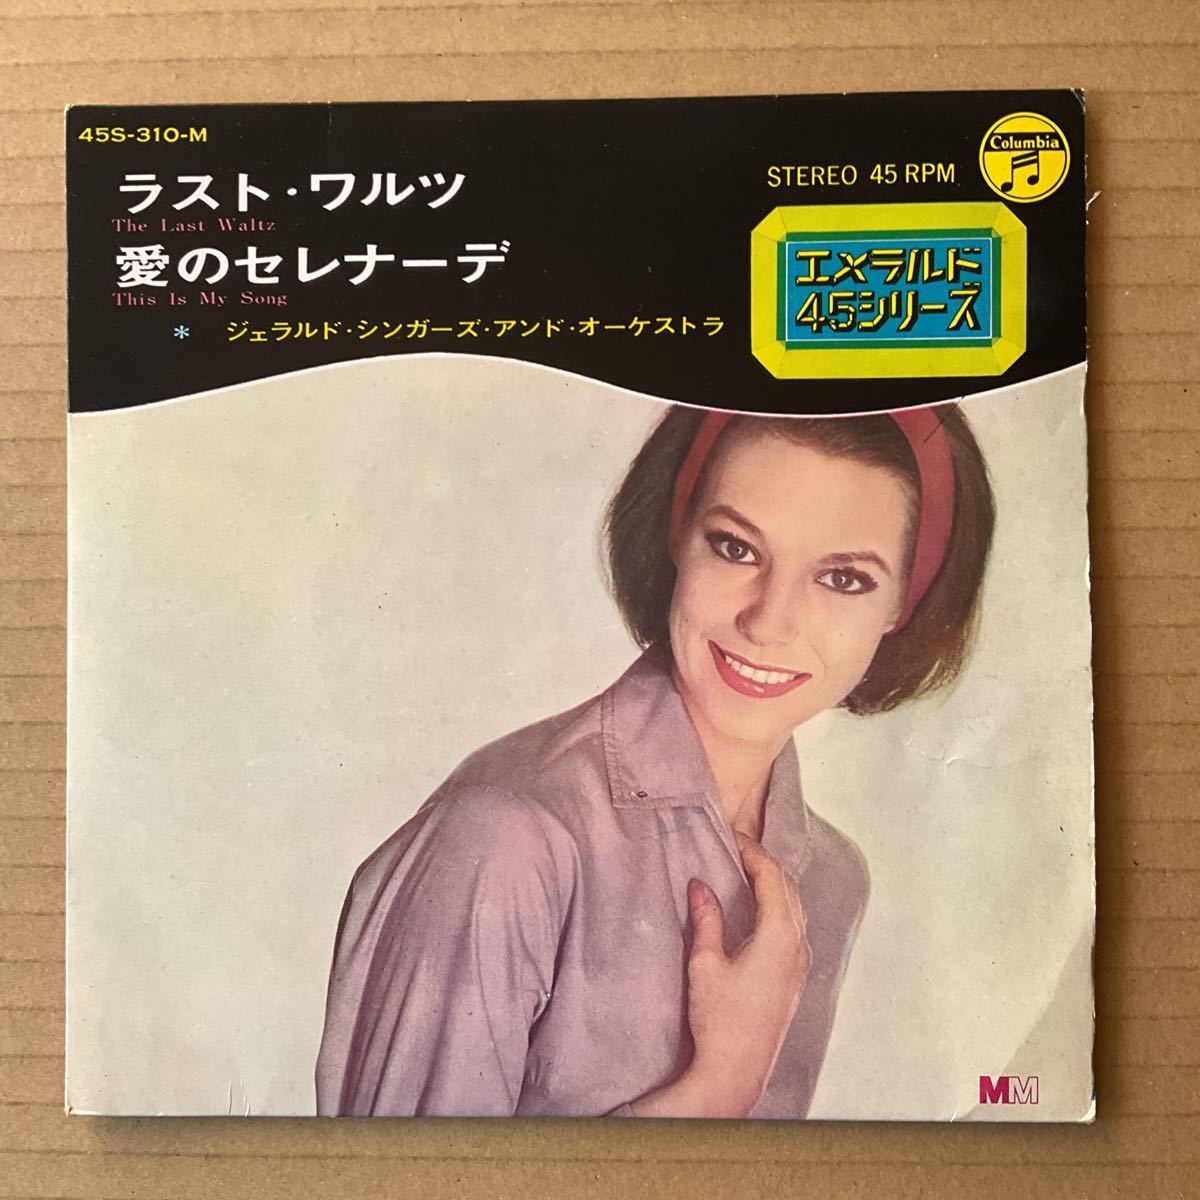 45S-310-M
ラスト・ワルツ
The Last Waltz
愛のセレナーデ
This Is My Song
* ジェラルド・シンガーズ・アンド・オーケストラ
STEREO 45 RPM
Columbia
エメラルド
45シリーズ
MM